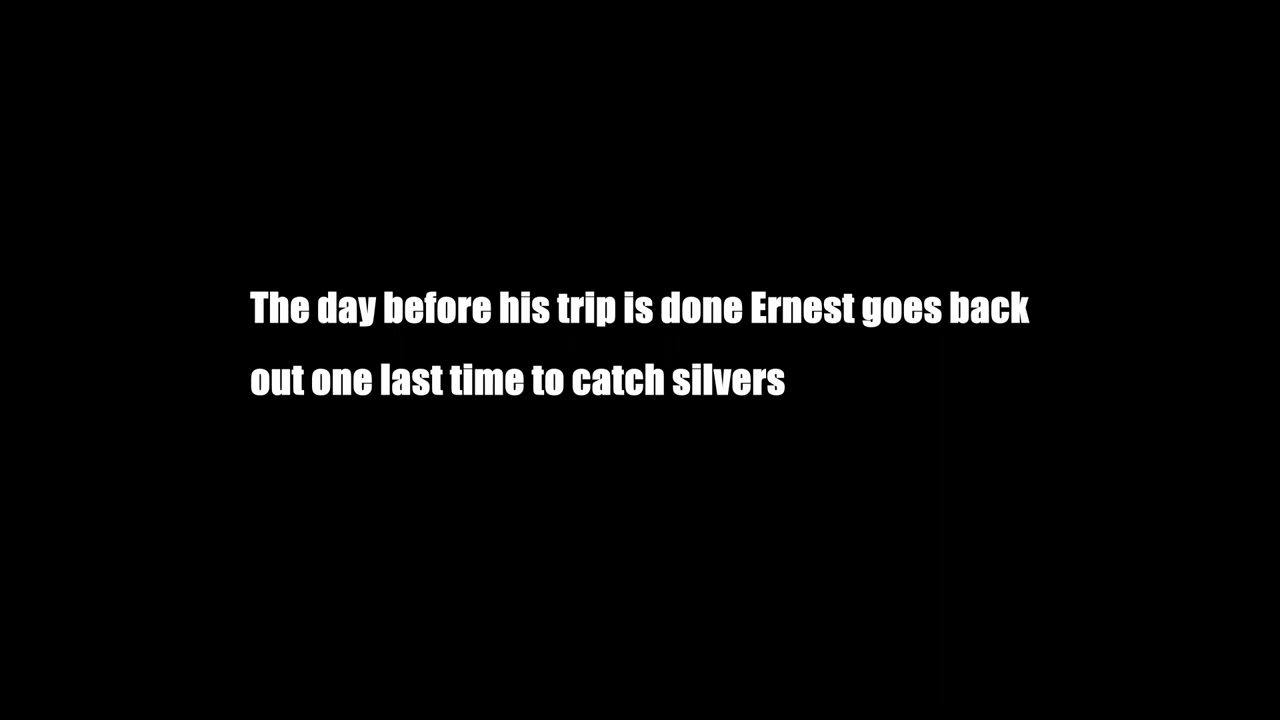 The day before his trip is done Ernest goes back
out one last time to catch silvers